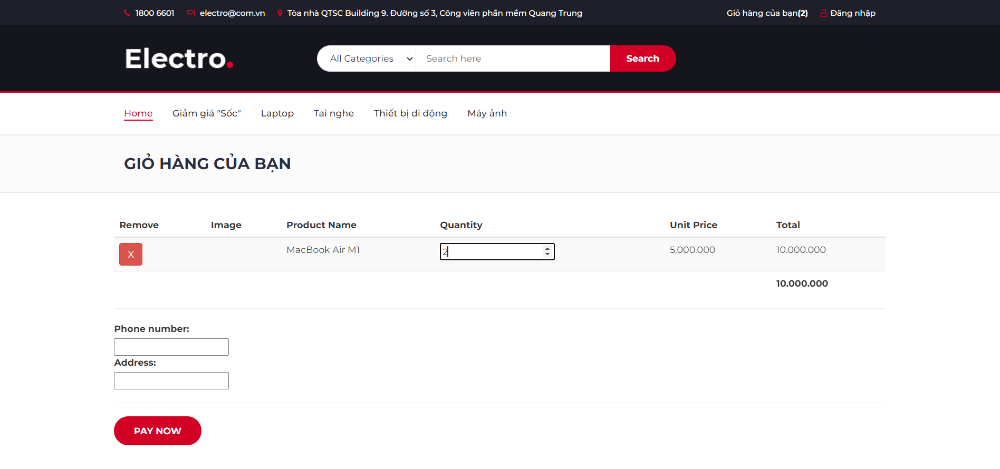 1800 6601 electro@com.vn Tòa nhà QTSC Building 9. Đường số 3, Công viên phần mềm Quang Trung Giỏ hàng của bạn(2) Đăng nhập
Electro. All Categories Search here Search
Home Giảm giá "Sốc" Laptop Tai nghe Thiết bị di động Máy ảnh
GIỎ HÀNG CỦA BẠN
Remove Image Product Name Quantity Unit Price Total
X MacBook Air M1 2 5.000.000 10.000.000
10.000.000
Phone number:
Address:
PAY NOW